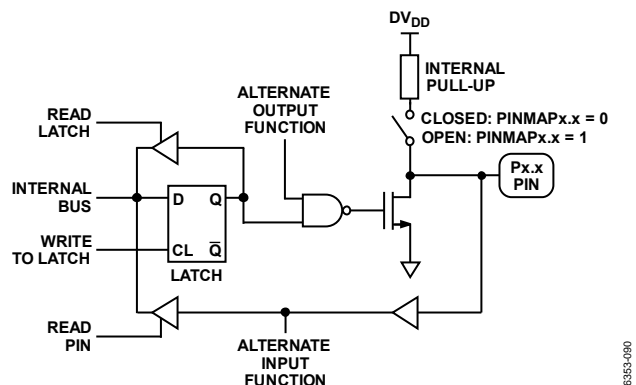 DVDD
INTERNAL
PULL-UP
CLOSED: PINMAPx.x = 0
OPEN: PINMAPx.x = 1
ALTERNATE
OUTPUT
FUNCTION
READ
LATCH
Px.x
PIN
INTERNAL
BUS
D Q
WRITE
TO LATCH
CL Q̅
LATCH
READ
PIN
ALTERNATE
INPUT
FUNCTION
6353-090